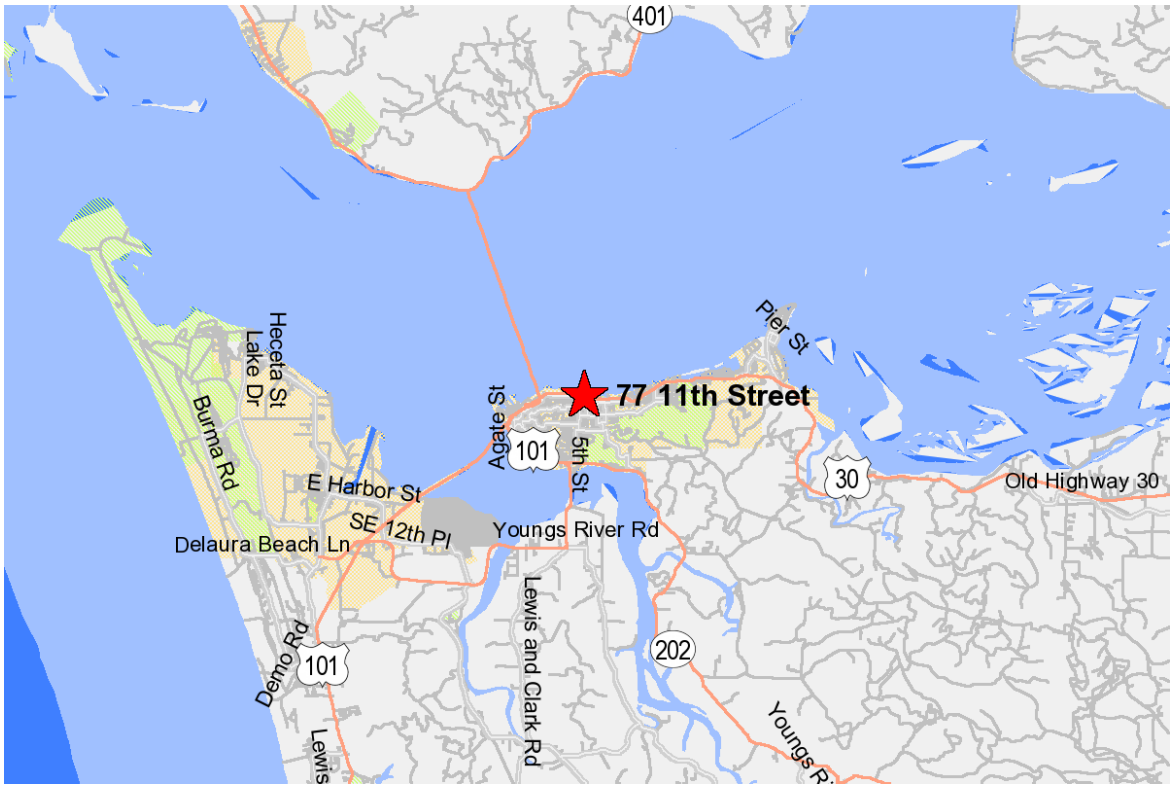 401
Pier St
Heceta St
Lake Dr
77 11th Street
Agate St
Burma Rd
101
5th St
30
Old Highway 30
E Harbor St
SE 12th Pl
Youngs River Rd
Delaura Beach Ln
Lewis and Clark Rd
Demo Rd
101
202
Lewis
Youngs Ri